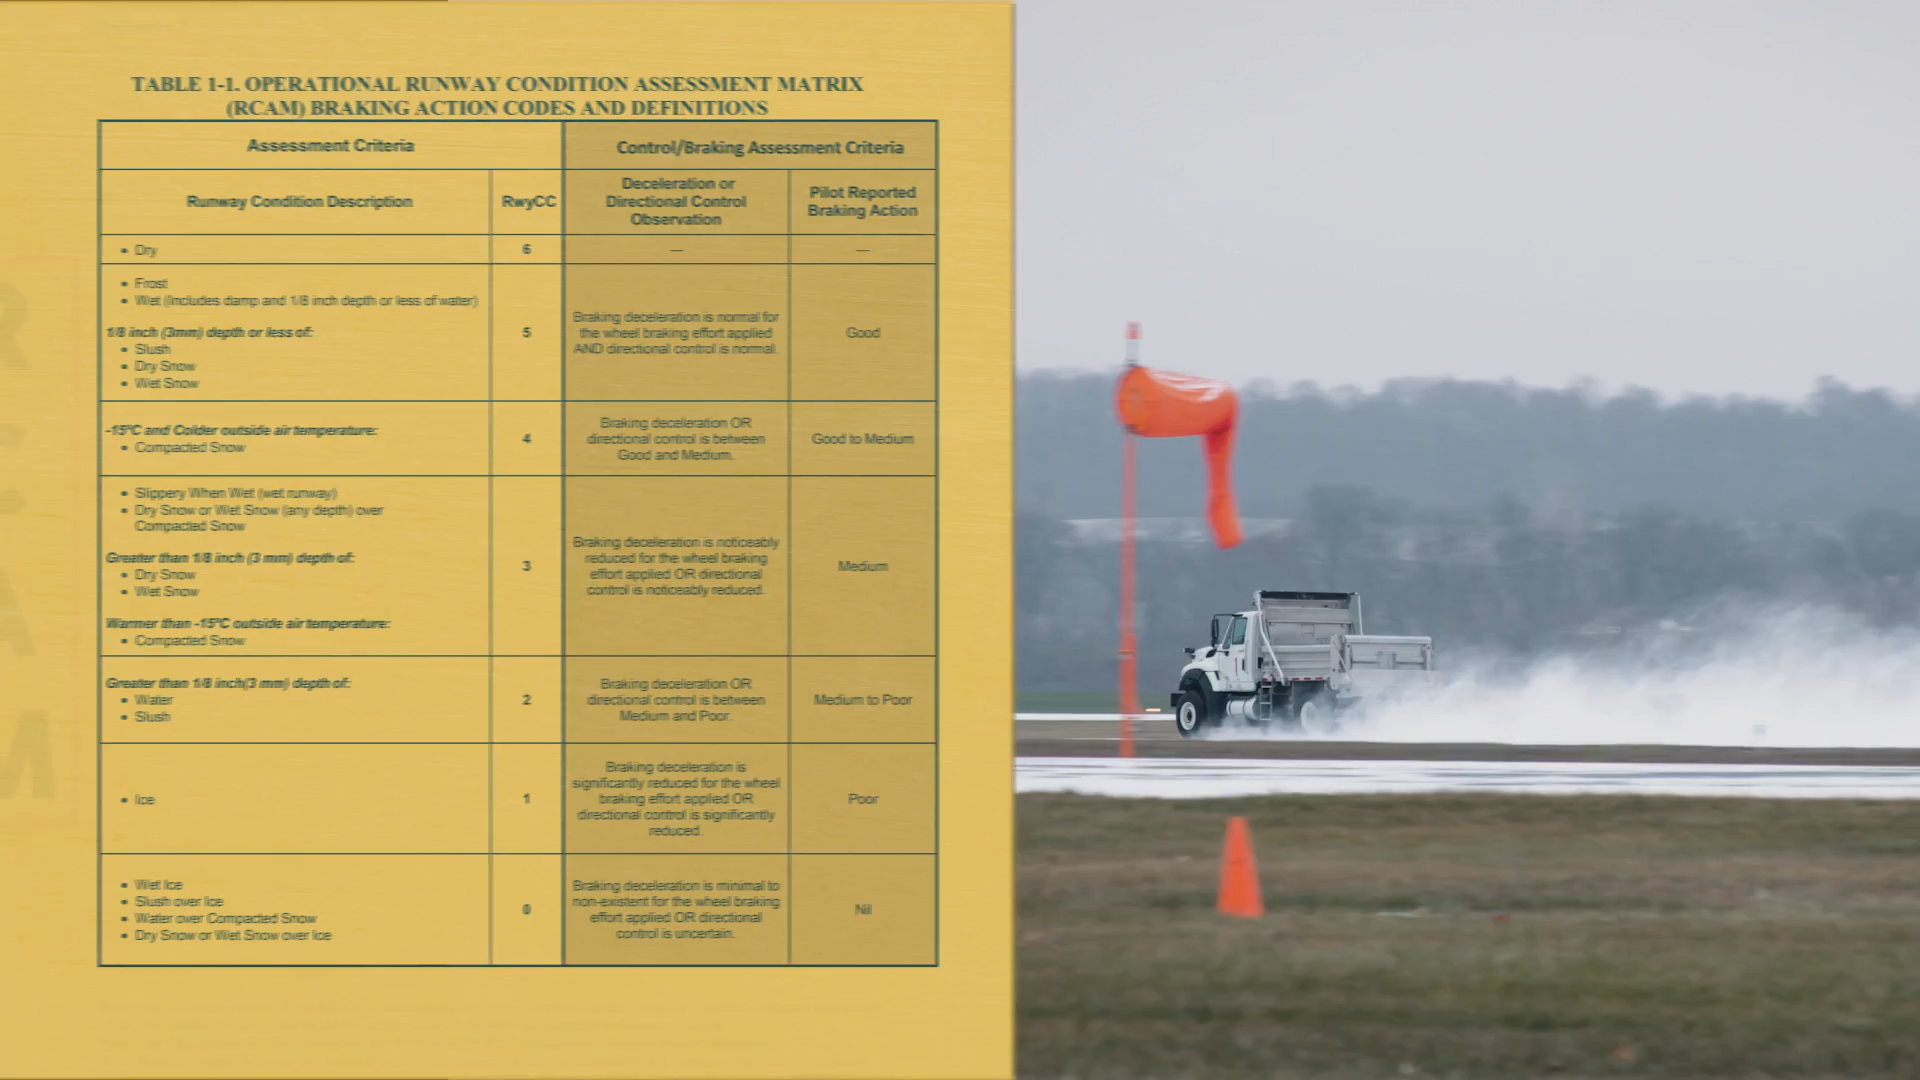 TABLE 1-1. OPERATIONAL RUNWAY CONDITION ASSESSMENT MATRIX
(RCAM) BRAKING ACTION CODES AND DEFINITIONS
Assessment Criteria
Control/Braking Assessment Criteria
Runway Condition Description
RwyCC
Deceleration or
Directional Control
Observation
Pilot Reported
Braking Action
• Dry
6
—
—
• Frost
• Wet (Includes damp and 1/8 inch depth or less of water)
1/8 inch (3mm) depth or less of:
• Slush
• Dry Snow
• Wet Snow
5
Braking deceleration is normal for
the wheel braking effort applied
AND directional control is normal.
Good
-15ºC and Colder outside air temperature:
• Compacted Snow
4
Braking deceleration OR
directional control is between
Good and Medium.
Good to Medium
• Slippery When Wet (wet runway)
• Dry Snow or Wet Snow (any depth) over
Compacted Snow
Greater than 1/8 inch (3 mm) depth of:
• Dry Snow
• Wet Snow
Warmer than -15ºC outside air temperature:
• Compacted Snow
3
Braking deceleration is noticeably
reduced for the wheel braking
effort applied OR directional
control is noticeably reduced.
Medium
Greater than 1/8 inch(3 mm) depth of:
• Water
• Slush
2
Braking deceleration OR
directional control is between
Medium and Poor.
Medium to Poor
• Ice
1
Braking deceleration is
significantly reduced for the wheel
braking effort applied OR
directional control is significantly
reduced.
Poor
• Wet Ice
• Slush over Ice
• Water over Compacted Snow
• Dry Snow or Wet Snow over Ice
0
Braking deceleration is minimal to
non-existent for the wheel braking
effort applied OR directional
control is uncertain.
Nil
R
C
A
M